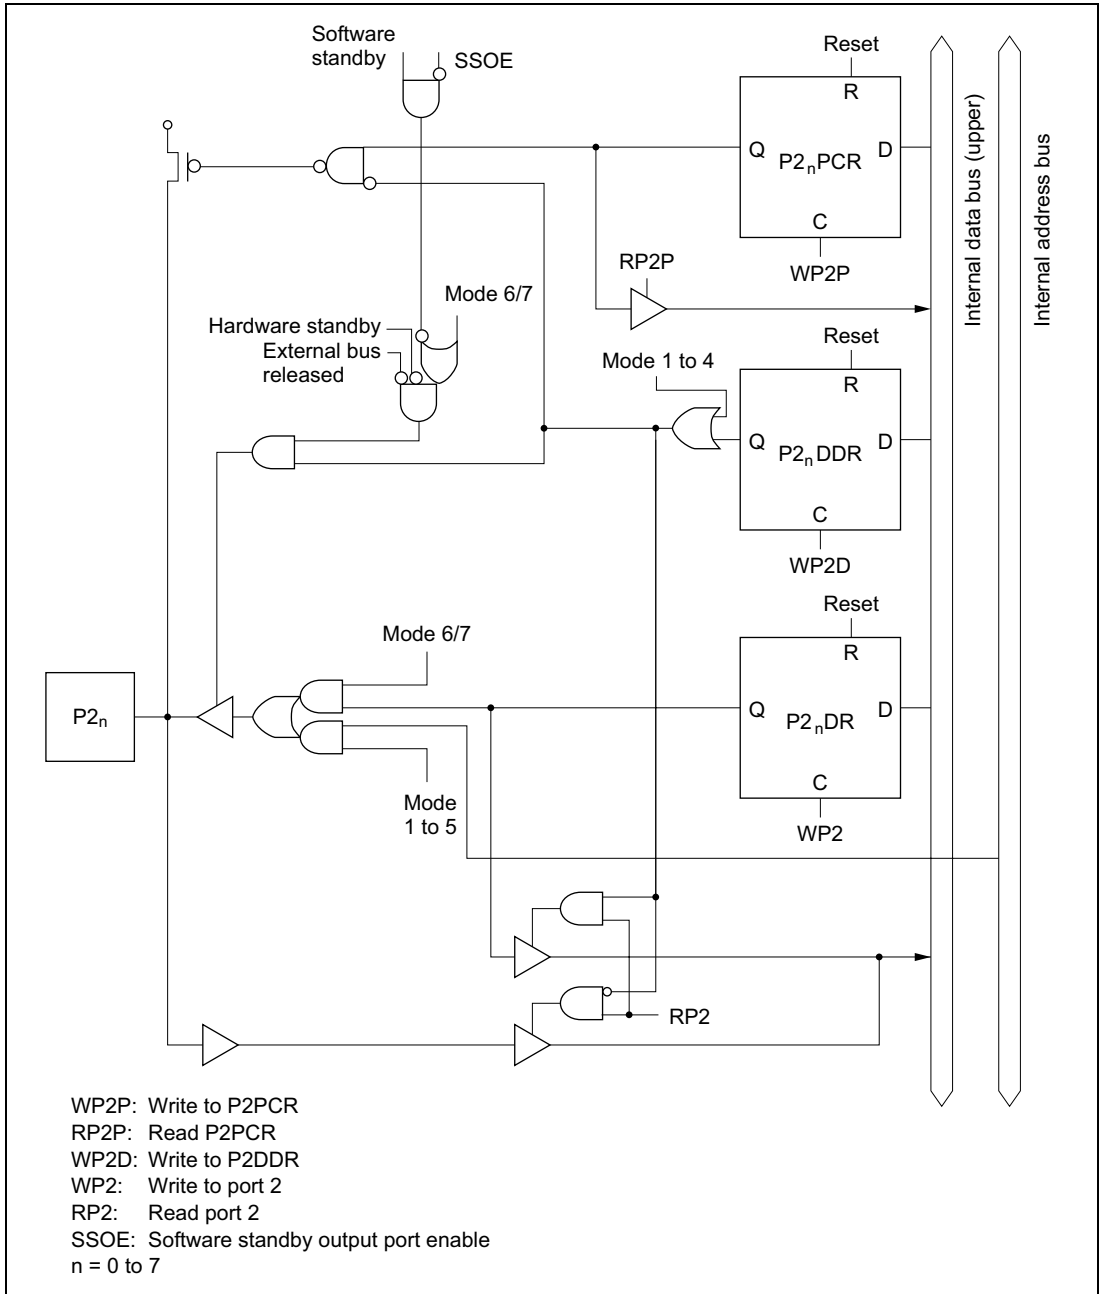 Software
standby
SSOE
Reset
R
Q
P2nPCR
D
C
WP2P
RP2P
Internal data bus (upper)
Internal address bus
Mode 6/7
Hardware standby
External bus
released
Mode 1 to 4
Reset
R
Q
P2nDDR
D
C
WP2D
Reset
R
Mode 6/7
P2n
Q
P2nDR
D
C
WP2
Mode
1 to 5
RP2
WP2P: Write to P2PCR
RP2P: Read P2PCR
WP2D: Write to P2DDR
WP2: Write to port 2
RP2: Read port 2
SSOE: Software standby output port enable
n = 0 to 7